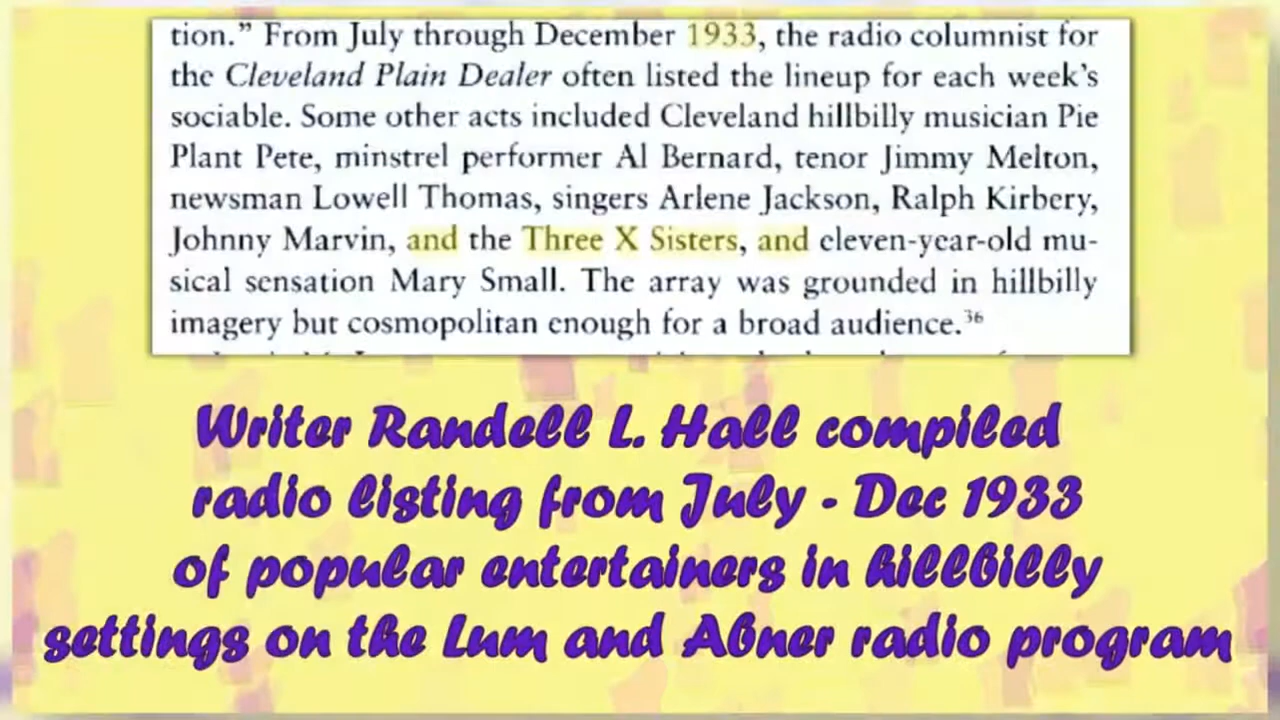 tion.” From July through December 1933, the radio columnist for
the Cleveland Plain Dealer often listed the lineup for each week’s
sociable. Some other acts included Cleveland hillbilly musician Pie
Plant Pete, minstrel performer Al Bernard, tenor Jimmy Melton,
newsman Lowell Thomas, singers Arlene Jackson, Ralph Kirbery,
Johnny Marvin, and the Three X Sisters, and eleven-year-old mu-
sical sensation Mary Small. The array was grounded in hillbilly
imagery but cosmopolitan enough for a broad audience.36
Writer Randell L. Hall compiled
radio listing from July - Dec 1933
of popular entertainers in hillbilly
settings on the Lum and Abner radio program